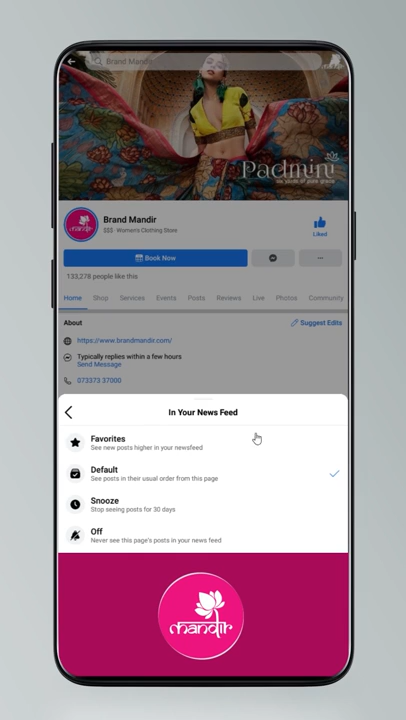 Brand Mandir
Padmini
Brand Mandir
mandir
$$$ · Women's Clothing Store
Liked
Book Now
133,278 people like this
Home Shop Services Events Posts Reviews Live Photos Community
About
Suggest Edits
https://www.brandmandir.com/
Typically replies within a few hours
Send Message
073373 37000
In Your News Feed
Favorites
See new posts higher in your newsfeed
Default
See posts in their usual order from this page
Snooze
Stop seeing posts for 30 days
Off
Never see this page's posts in your news feed
mandir